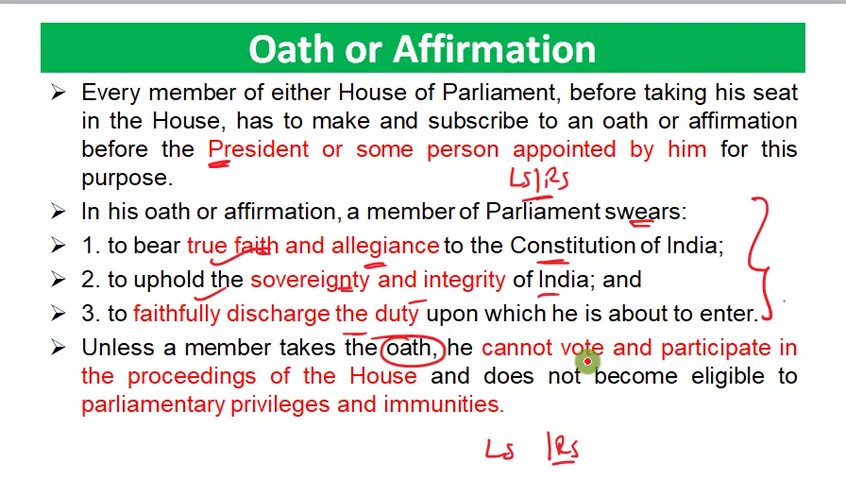 Oath or Affirmation
➢ Every member of either House of Parliament, before taking his seat
in the House, has to make and subscribe to an oath or affirmation
before the President or some person appointed by him for this
purpose.
Ls|Rs
➢ In his oath or affirmation, a member of Parliament swears:
➢ 1. to bear true faith and allegiance to the Constitution of India;
➢ 2. to uphold the sovereignty and integrity of India; and
➢ 3. to faithfully discharge the duty upon which he is about to enter.
➢ Unless a member takes the oath, he cannot vote and participate in
the proceedings of the House and does not become eligible to
parliamentary privileges and immunities.
Ls |Rs